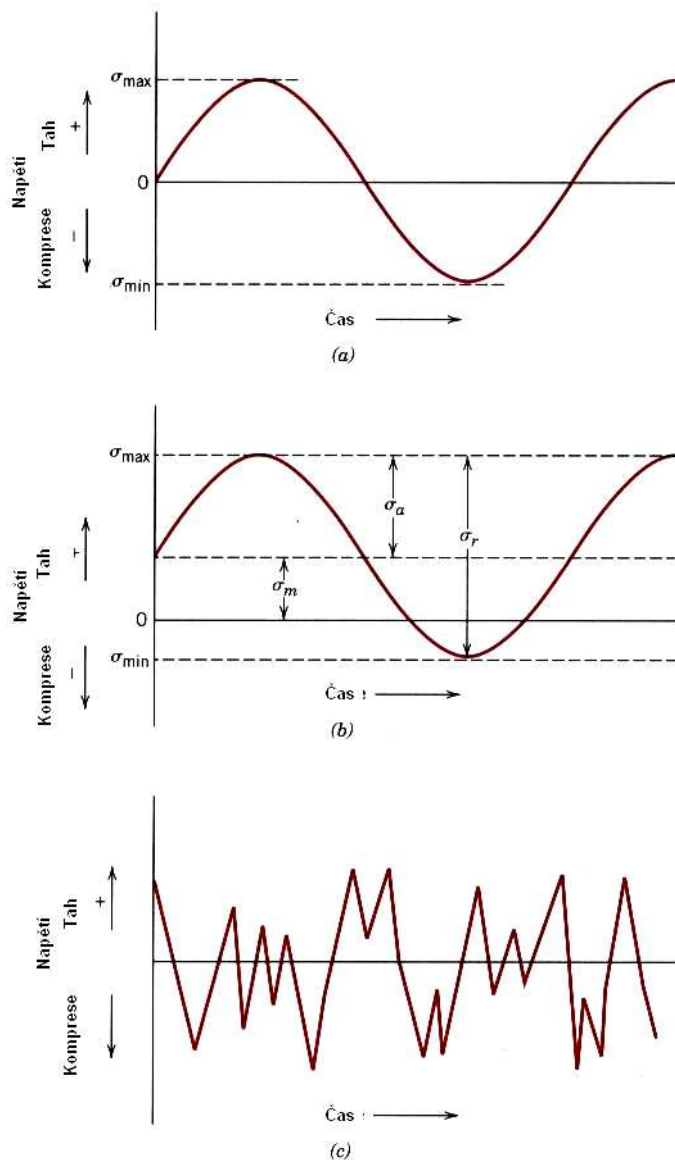 σmax
Napětí
Tah +
0
Komprese −
σmin
Čas
(a)
σmax
σa
σr
Napětí
Tah
σm
0
Komprese −
σmin
Čas
(b)
Napětí
Tah +
Komprese
Čas
(c)